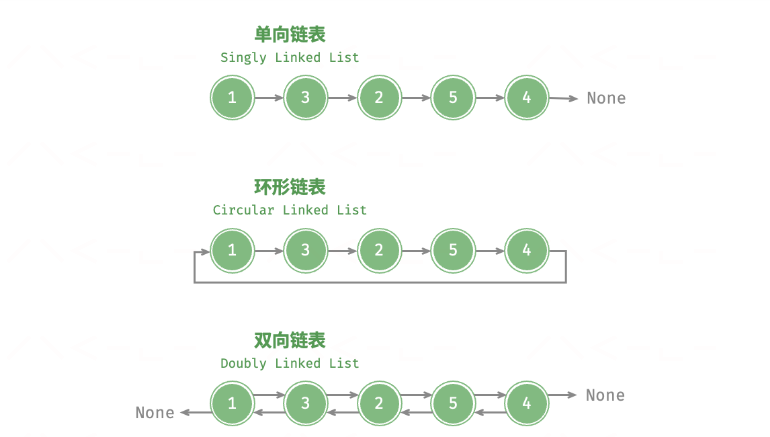 单向链表
Singly Linked List
1 3 2 5 4 None
环形链表
Circular Linked List
1 3 2 5 4
双向链表
Doubly Linked List
None 1 3 2 5 4 None